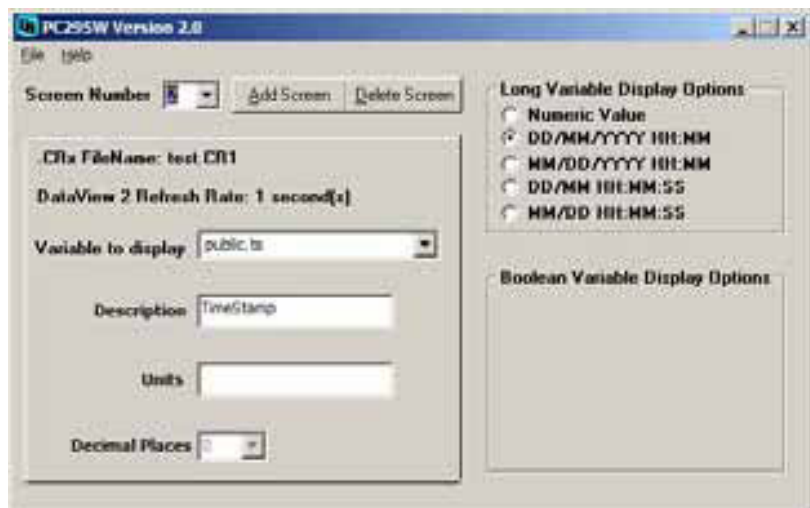 PC295W Version 2.0
File Help
Screen Number
Add Screen
Delete Screen
.CRx FileName: test.CR1
DataView 2 Refresh Rate: 1 second(s)
Variable to display public.ts
Description TimeStamp
Units
Decimal Places
Long Variable Display Options
Numeric Value
DD/MM/YYYY HH:MM
MM/DD/YYYY HH:MM
DD/MM HH:MM:SS
MM/DD HH:MM:SS
Boolean Variable Display Options